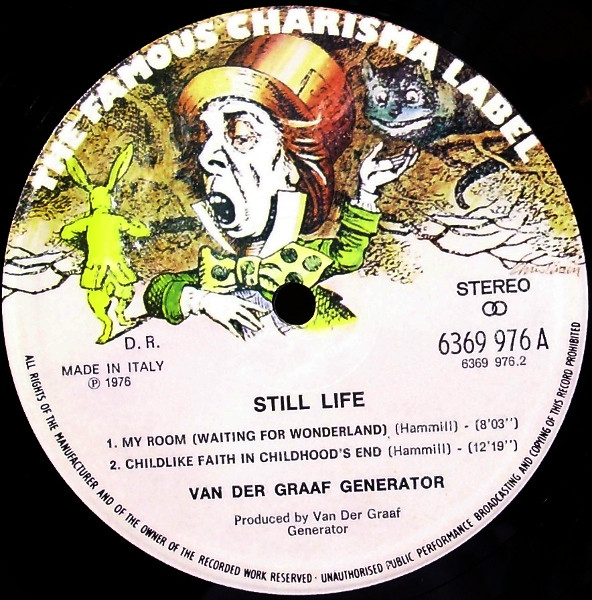 THE FAMOUS CHARISMA LABEL
STEREO
D. R.
6369 976 A
MADE IN ITALY
6369 976.2
Ⓟ 1976
STILL LIFE
1. MY ROOM (WAITING FOR WONDERLAND) (Hammill) - (8'03")
2. CHILDLIKE FAITH IN CHILDHOOD'S END (Hammill) - (12'19")
VAN DER GRAAF GENERATOR
Produced by Van Der Graaf
Generator
ALL RIGHTS OF THE MANUFACTURER AND OF THE OWNER OF THE RECORDED WORK RESERVED · UNAUTHORISED PUBLIC PERFORMANCE BROADCASTING AND COPYING OF THIS RECORD PROHIBITED